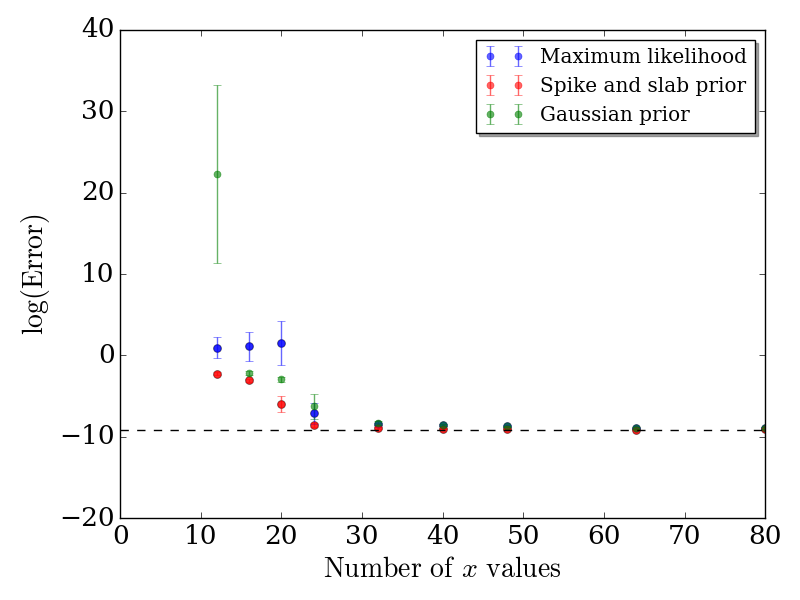 40
30
20
10
0
−10
−20
0 10 20 30 40 50 60 70 80
log(Error)
Number of x values
Maximum likelihood
Spike and slab prior
Gaussian prior